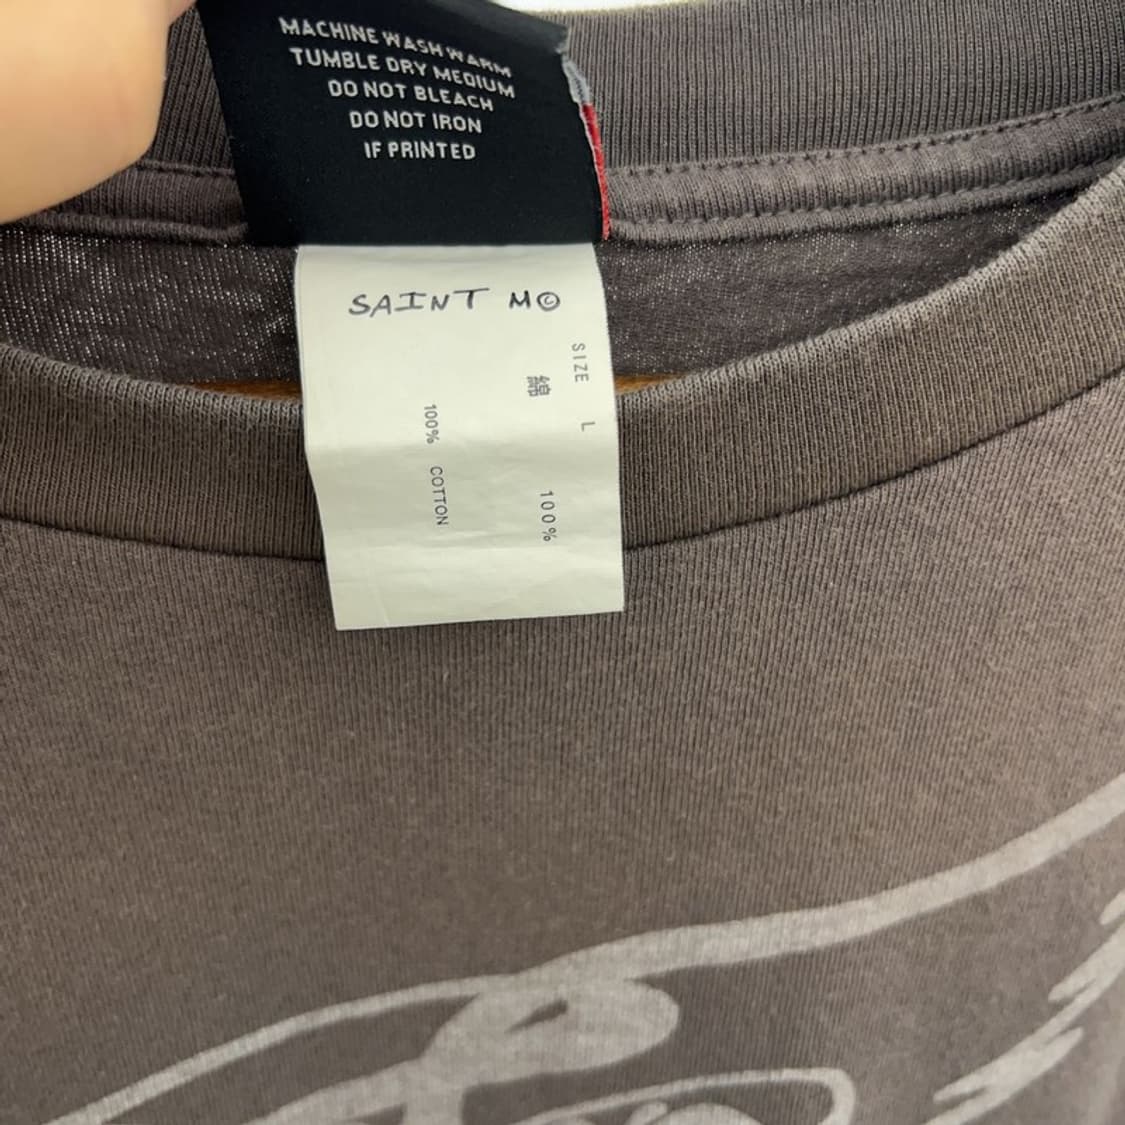 MACHINE WASH WARM
TUMBLE DRY MEDIUM
DO NOT BLEACH
DO NOT IRON
IF PRINTED
SAINT M©
SIZE L
綿 100%
100% COTTON